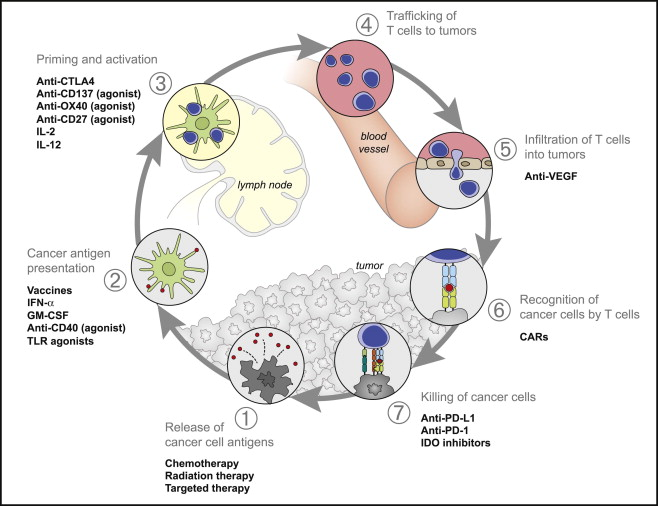 ④
Trafficking of
T cells to tumors
Priming and activation
③
Anti-CTLA4
Anti-CD137 (agonist)
Anti-OX40 (agonist)
Anti-CD27 (agonist)
IL-2
IL-12
lymph node
blood
vessel
⑤
Infiltration of T cells
into tumors
Anti-VEGF
Cancer antigen
presentation
②
Vaccines
IFN-α
GM-CSF
Anti-CD40 (agonist)
TLR agonists
tumor
⑥
Recognition of
cancer cells by T cells
CARs
①
Release of
cancer cell antigens
Chemotherapy
Radiation therapy
Targeted therapy
⑦
Killing of cancer cells
Anti-PD-L1
Anti-PD-1
IDO inhibitors